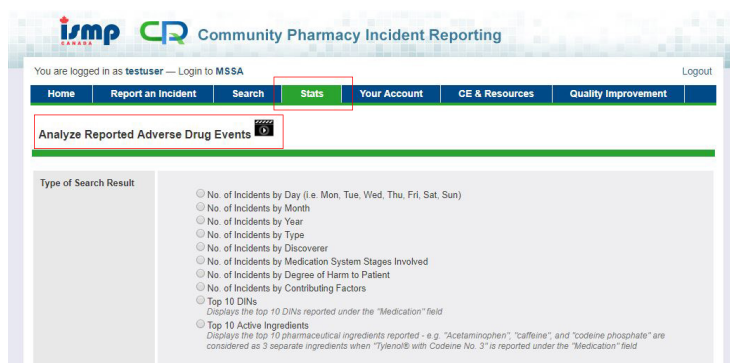 ismp
CANADA
CR Community Pharmacy Incident Reporting
You are logged in as testuser — Login to MSSA
Logout
Home Report an Incident Search Stats Your Account CE & Resources Quality Improvement
Analyze Reported Adverse Drug Events
Type of Search Result
No. of Incidents by Day (i.e. Mon, Tue, Wed, Thu, Fri, Sat, Sun)
No. of Incidents by Month
No. of Incidents by Year
No. of Incidents by Type
No. of Incidents by Discoverer
No. of Incidents by Medication System Stages Involved
No. of Incidents by Degree of Harm to Patient
No. of Incidents by Contributing Factors
Top 10 DINs
Displays the top 10 DINs reported under the "Medication" field
Top 10 Active Ingredients
Displays the top 10 pharmaceutical ingredients reported - e.g. "Acetaminophen", "caffeine", and "codeine phosphate" are
considered as 3 separate ingredients when "Tylenol® with Codeine No. 3" is reported under the "Medication" field